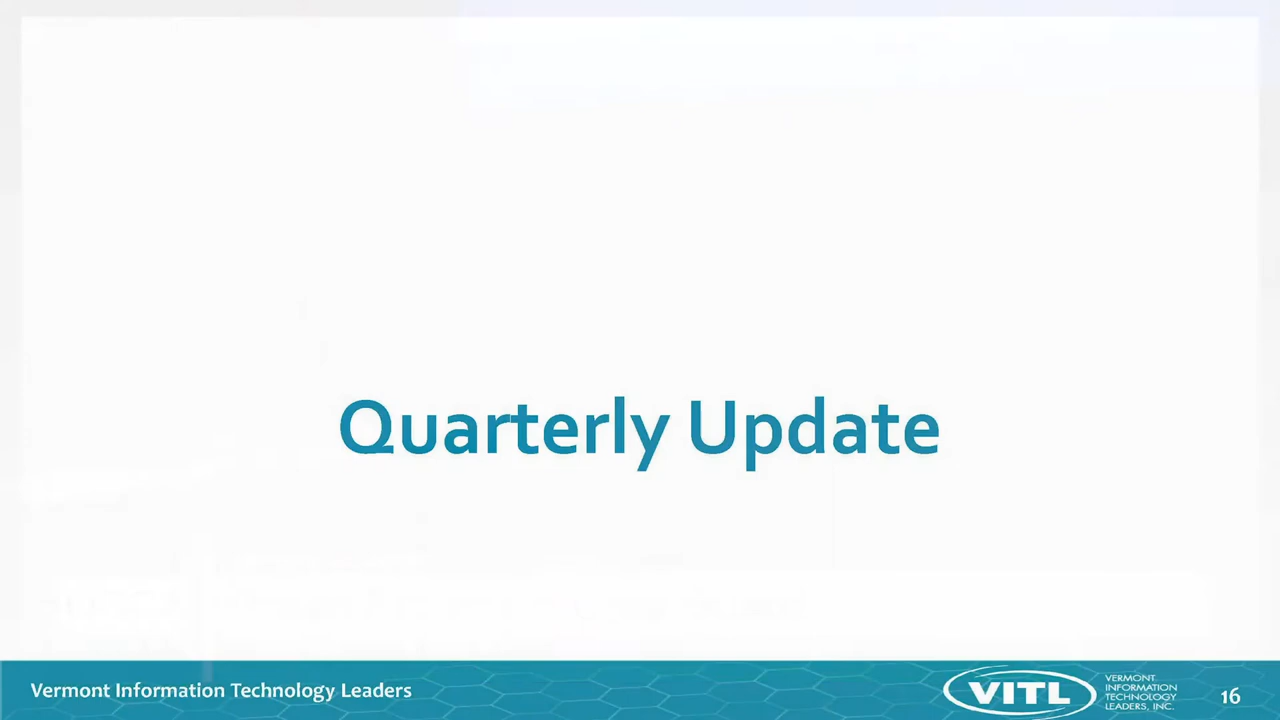 Quarterly Update
Vermont Information Technology Leaders
VITL
VERMONT
INFORMATION
TECHNOLOGY
LEADERS, INC.
16